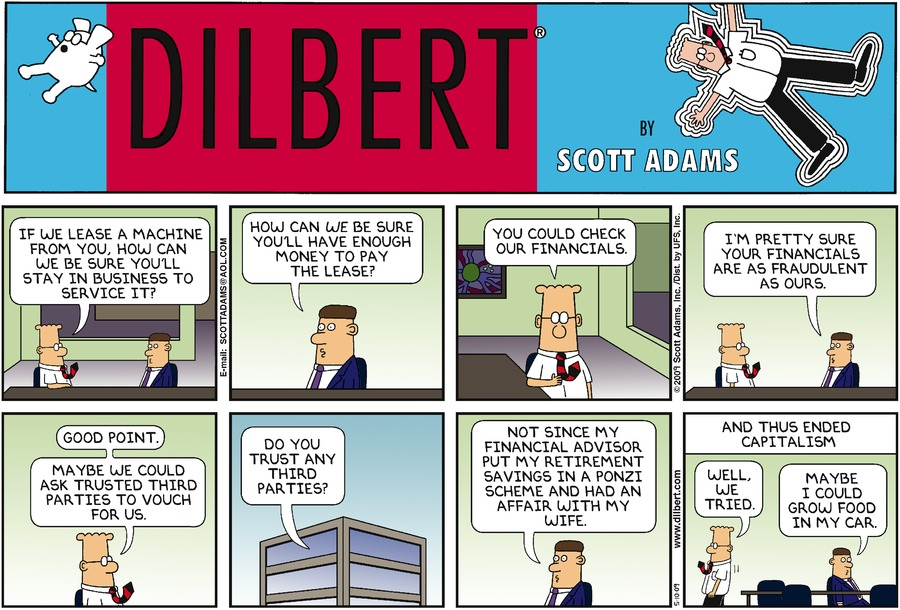 DILBERT®
BY
SCOTT ADAMS
IF WE LEASE A MACHINE
FROM YOU, HOW CAN
WE BE SURE YOU'LL
STAY IN BUSINESS TO
SERVICE IT?
E-mail: SCOTTADAMS@AOL.COM
HOW CAN WE BE SURE
YOU'LL HAVE ENOUGH
MONEY TO PAY
THE LEASE?
YOU COULD CHECK
OUR FINANCIALS.
© 2009 Scott Adams, Inc./Dist. by UFS, Inc.
I'M PRETTY SURE
YOUR FINANCIALS
ARE AS FRAUDULENT
AS OURS.
GOOD POINT.
MAYBE WE COULD
ASK TRUSTED THIRD
PARTIES TO VOUCH
FOR US.
DO YOU
TRUST ANY
THIRD
PARTIES?
NOT SINCE MY
FINANCIAL ADVISOR
PUT MY RETIREMENT
SAVINGS IN A PONZI
SCHEME AND HAD AN
AFFAIR WITH MY
WIFE.
www.dilbert.com
5-10-09
AND THUS ENDED
CAPITALISM
WELL,
WE
TRIED.
MAYBE
I COULD
GROW FOOD
IN MY CAR.